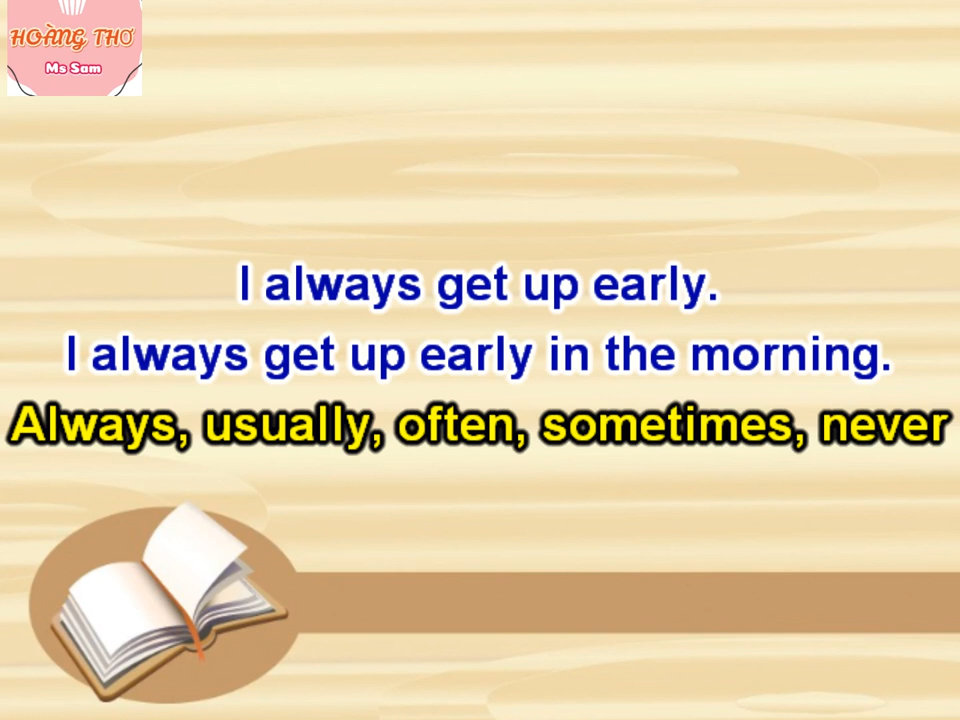 HOÀNG THƠ
Ms Sam
I always get up early.
I always get up early in the morning.
Always, usually, often, sometimes, never